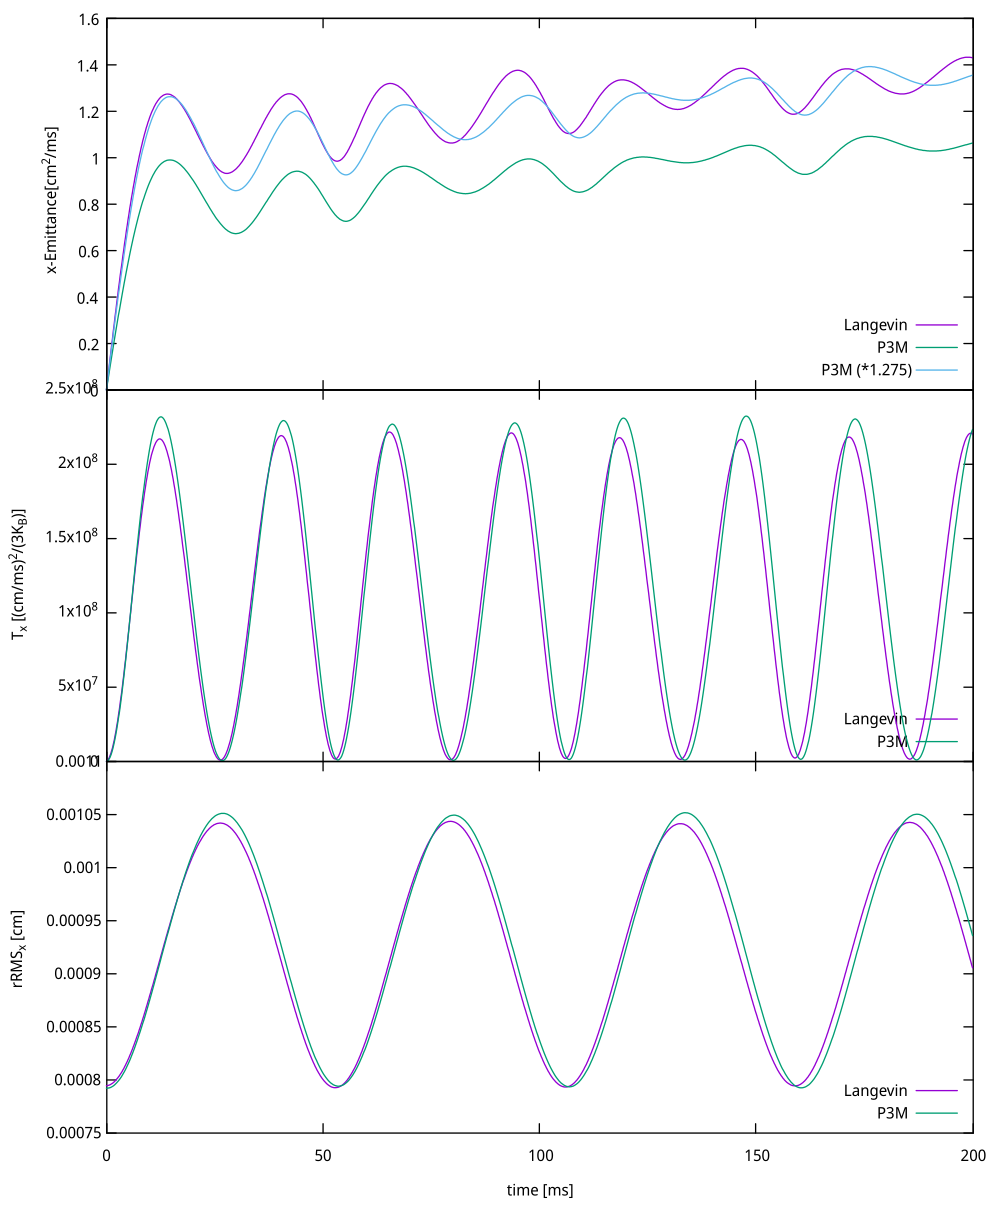 1.6
1.4
1.2
1
0.8
0.6
0.4
0.2
0
x-Emittance[cm²/ms]
Langevin
P3M
P3M (*1.275)
2.5x10⁸
2x10⁸
1.5x10⁸
1x10⁸
5x10⁷
0
Tₓ [(cm/ms)²/(3K_B)]
Langevin
P3M
0.0011
0.00105
0.001
0.00095
0.0009
0.00085
0.0008
0.00075
rRMSₓ [cm]
Langevin
P3M
0 50 100 150 200
time [ms]